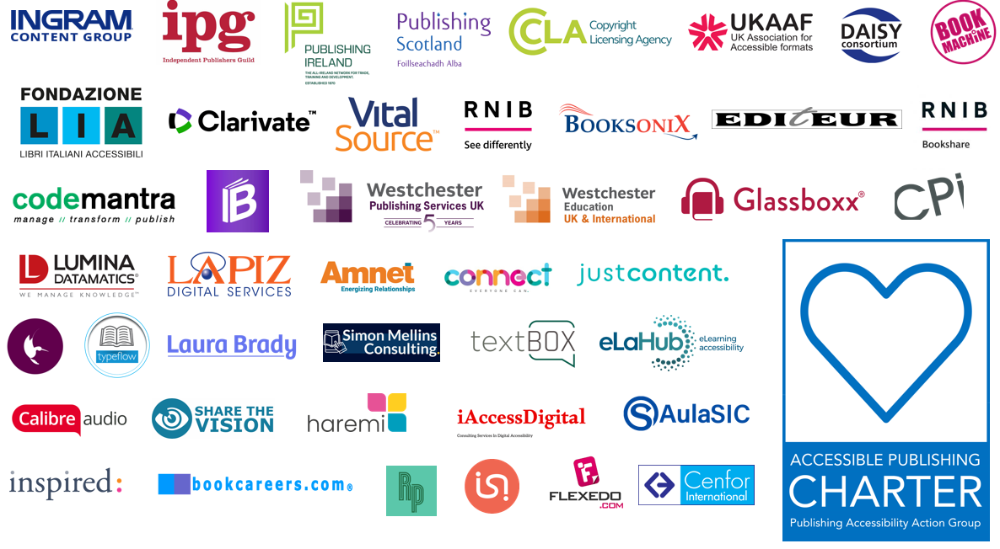 INGRAM
CONTENT GROUP
ipg
Independent Publishers Guild
PUBLISHING
IRELAND
THE ALL-IRELAND NETWORK FOR TRADE,
TRAINING AND DEVELOPMENT.
ESTABLISHED 1970
Publishing
Scotland
Foillseachadh Alba
CLA Copyright
Licensing Agency
UKAAF
UK Association for
Accessible formats
DAISY
consortium
BOOK
MACHiNE
FONDAZIONE
L I A
LIBRI ITALIANI ACCESSIBILI
Clarivate™
Vital
Source™
RNIB
See differently
BOOKSONIX
EDItEUR
RNIB
Bookshare
codemantra
manage // transform // publish
B
Westchester
Publishing Services UK
CELEBRATING 5 YEARS
Westchester
Education
UK & International
Glassboxx®
CPi
LUMINA
DATAMATICS®
WE MANAGE KNOWLEDGE™
LAPIZ
DIGITAL SERVICES
Amnet
Energizing Relationships
connect
EVERYONE CAN.
justcontent.
typeflow
Laura Brady
Simon Mellins
Consulting.
textBOX
eLaHub eLearning
accessibility
Calibre audio
SHARE THE
VISION
haremi
iAccessDigital
Consulting Services In Digital Accessibility
S AulaSIC
inspired:
bookcareers.com®
Rp
is!
FLEXEDO
.COM
Cenfor
International
ACCESSIBLE PUBLISHING
CHARTER
Publishing Accessibility Action Group